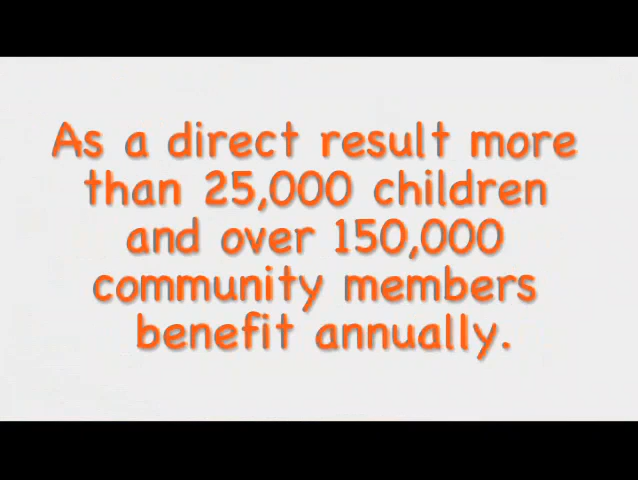 As a direct result more
than 25,000 children
and over 150,000
community members
benefit annually.